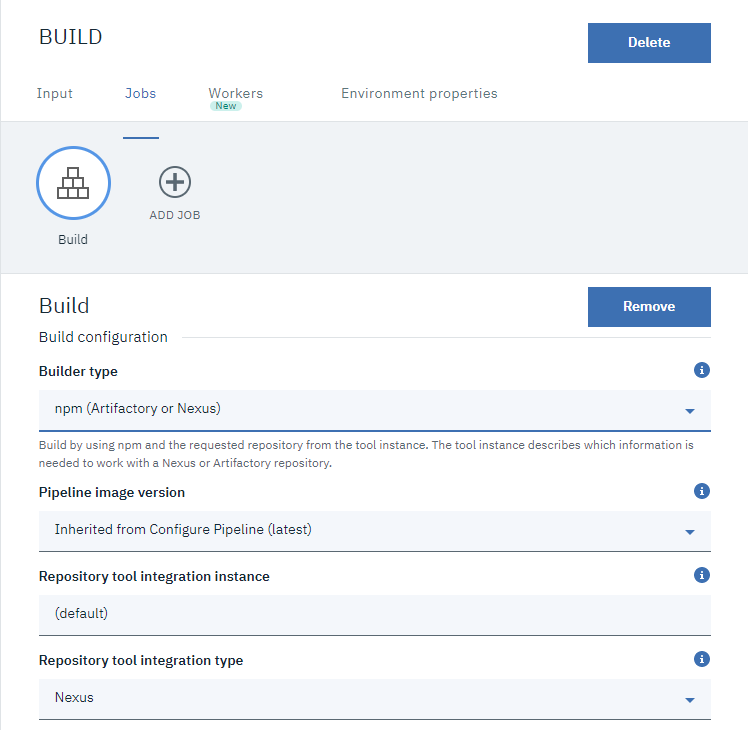 BUILD
Delete
Input
Jobs
Workers
New
Environment properties
Build
ADD JOB
Build
Remove
Build configuration
Builder type
npm (Artifactory or Nexus)
Build by using npm and the requested repository from the tool instance. The tool instance describes which information is
needed to work with a Nexus or Artifactory repository.
Pipeline image version
Inherited from Configure Pipeline (latest)
Repository tool integration instance
(default)
Repository tool integration type
Nexus